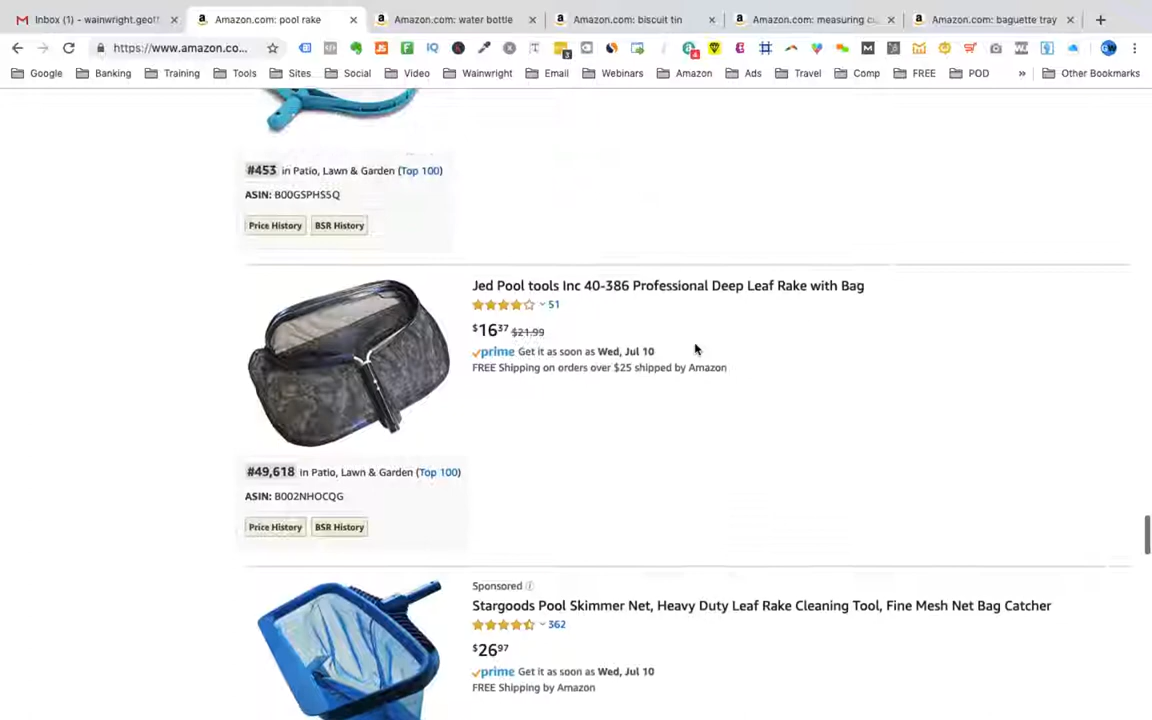 Inbox (1) - wainwright.geoff
Amazon.com: pool rake
Amazon.com: water bottle
Amazon.com: biscuit tin
Amazon.com: measuring c
Amazon.com: baguette tray
https://www.amazon.co...
Google
Banking
Training
Tools
Sites
Social
Video
Wainwright
Email
Webinars
Amazon
Ads
Travel
Comp
FREE
POD
»
Other Bookmarks
#453 in Patio, Lawn & Garden (Top 100)
ASIN: B00GSPHS5Q
Price History BSR History
Jed Pool tools Inc 40-386 Professional Deep Leaf Rake with Bag
51
$16.37 $21.99
prime Get it as soon as Wed, Jul 10
FREE Shipping on orders over $25 shipped by Amazon
#49,618 in Patio, Lawn & Garden (Top 100)
ASIN: B002NHOCQG
Price History BSR History
Sponsored
Stargoods Pool Skimmer Net, Heavy Duty Leaf Rake Cleaning Tool, Fine Mesh Net Bag Catcher
362
$26.97
prime Get it as soon as Wed, Jul 10
FREE Shipping by Amazon